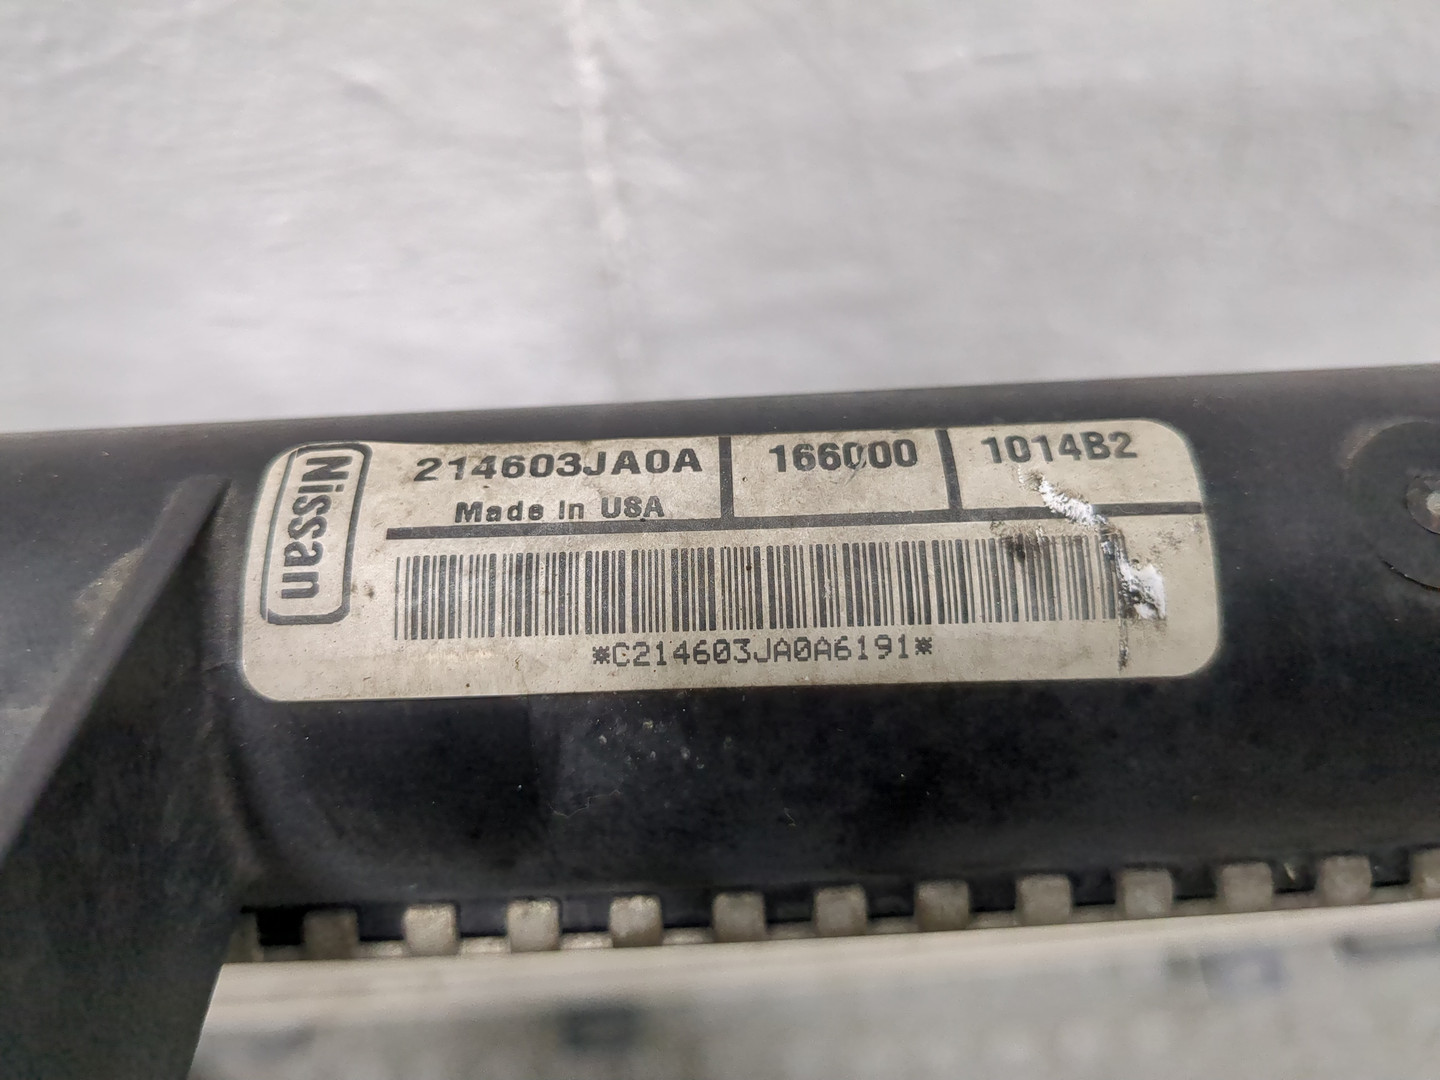 Nissan
214603JA0A 166000 1014B2
Made In USA
*C214603JA0A6191*